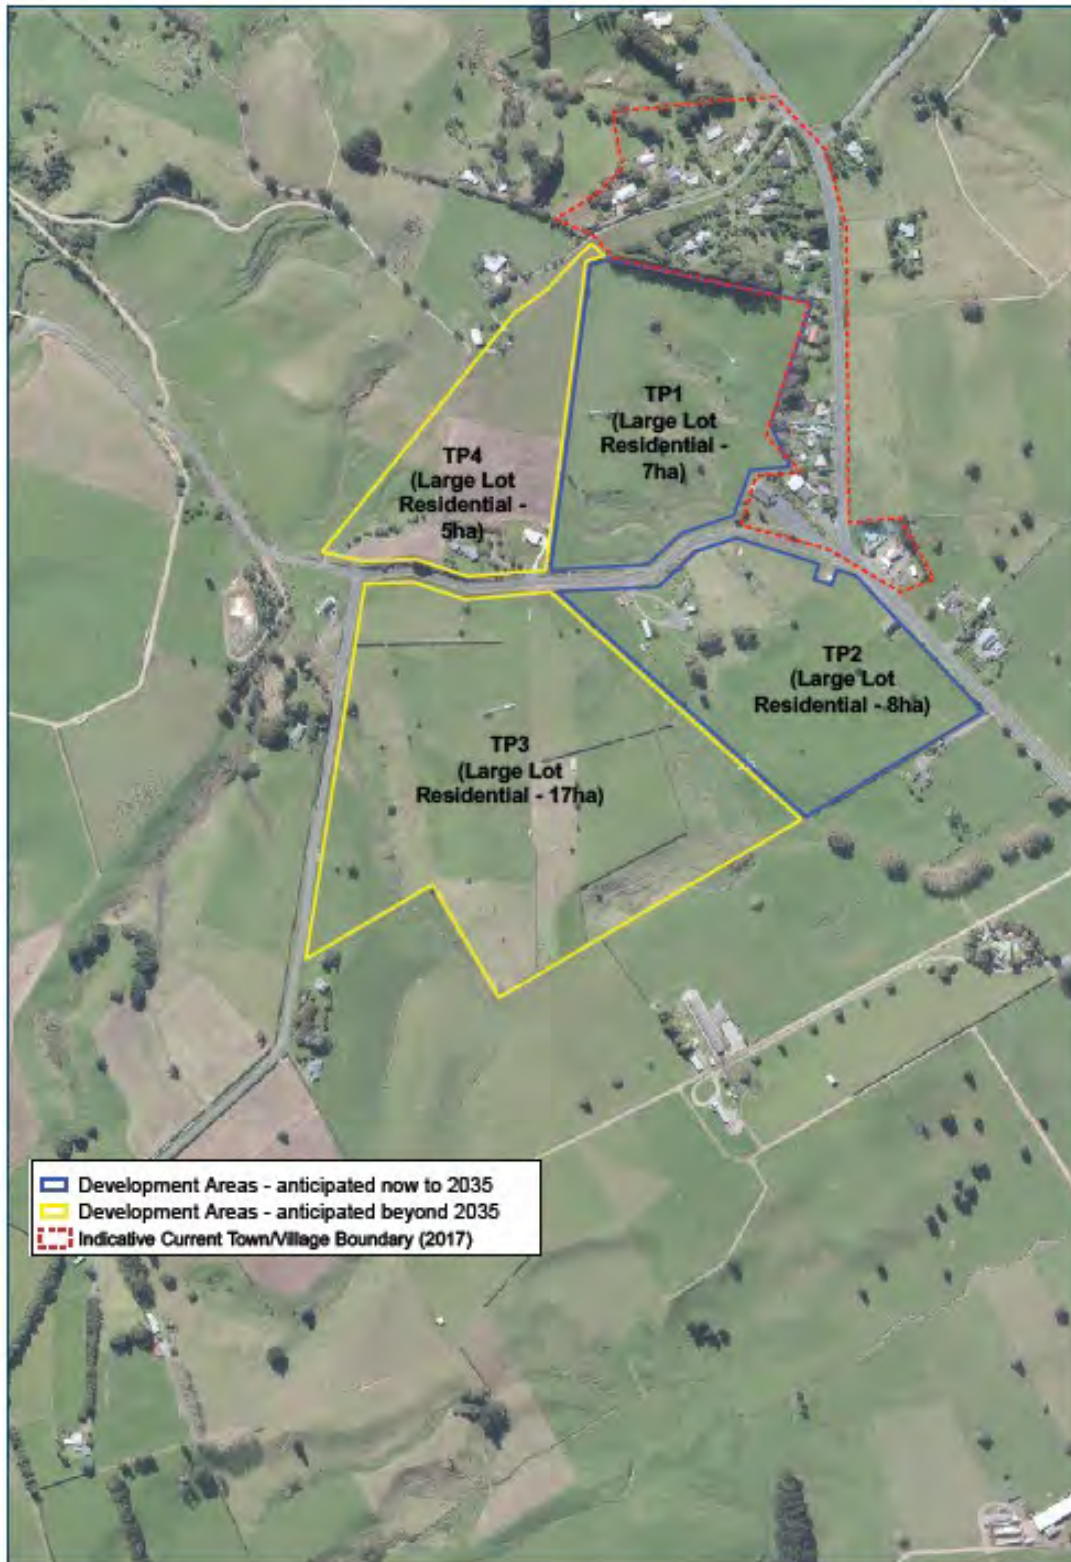 TP1
(Large Lot
Residential -
7ha)
TP4
(Large Lot
Residential -
5ha)
TP2
(Large Lot
Residential - 8ha)
TP3
(Large Lot
Residential - 17ha)
Development Areas - anticipated now to 2035
Development Areas - anticipated beyond 2035
Indicative Current Town/Village Boundary (2017)